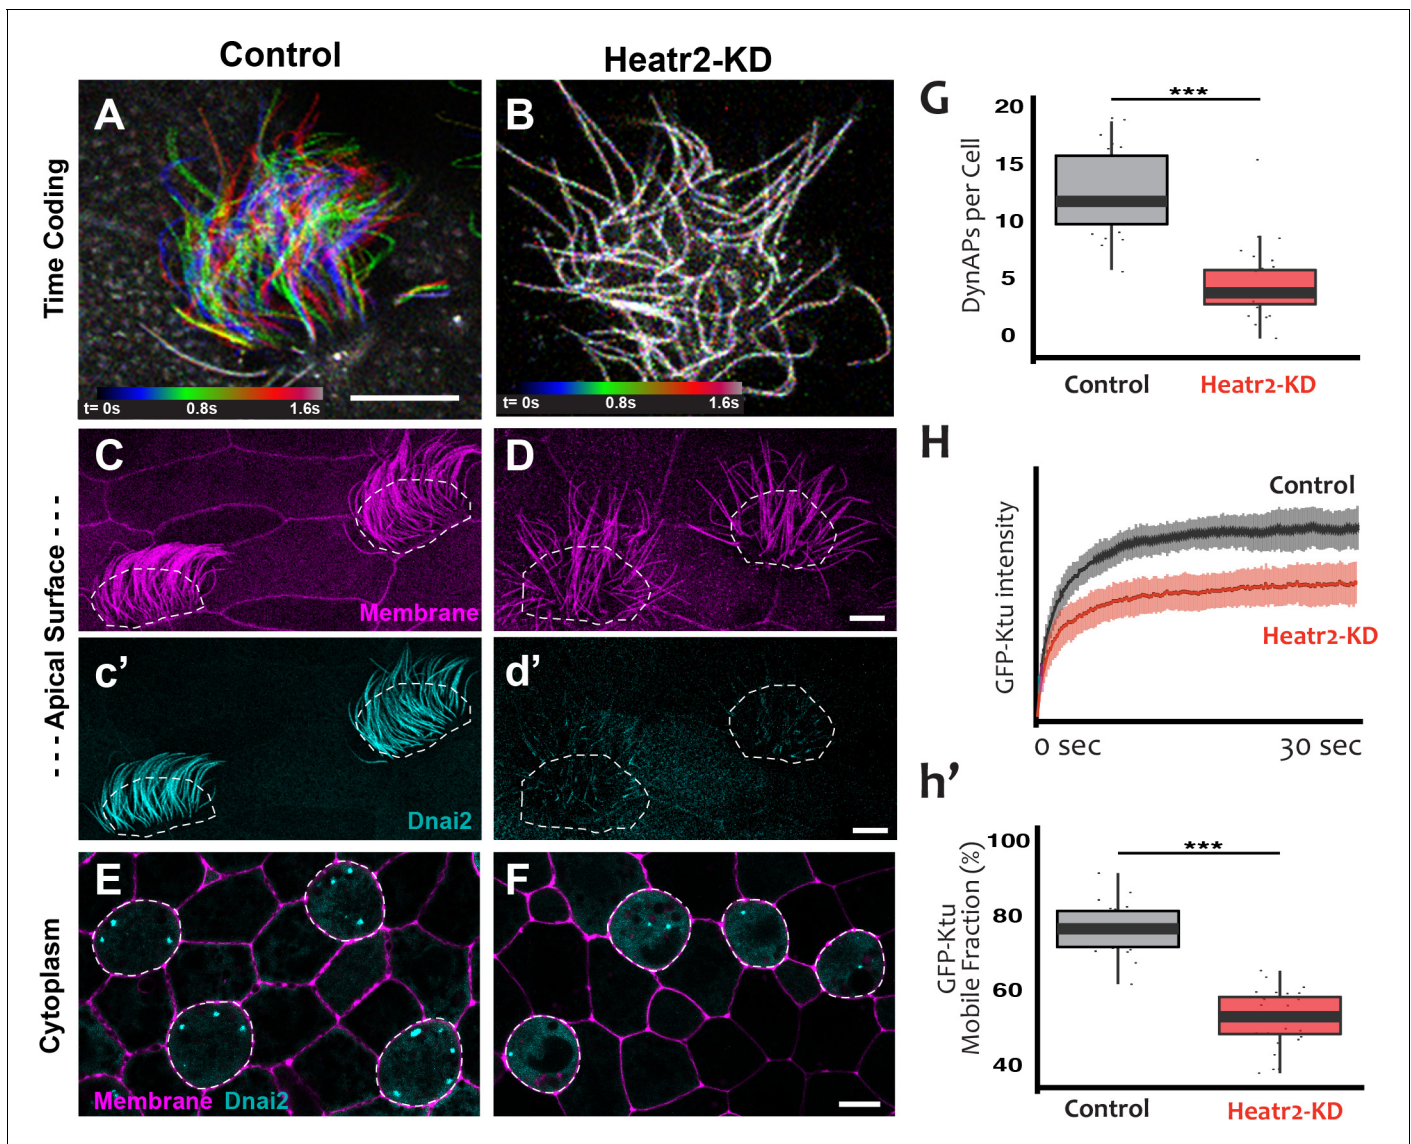 Control
Heatr2-KD
Time Coding
A
t= 0s 0.8s 1.6s
B
t= 0s 0.8s 1.6s
- - - Apical Surface - - -
C
Membrane
D
c’
Dnai2
d’
Cytoplasm
E
Membrane Dnai2
F
G
***
DynAPs per Cell
20
15
10
5
0
Control Heatr2-KD
H
GFP-Ktu intensity
Control
Heatr2-KD
0 sec 30 sec
h’
***
GFP-Ktu
Mobile Fraction (%)
100
80
60
40
Control Heatr2-KD